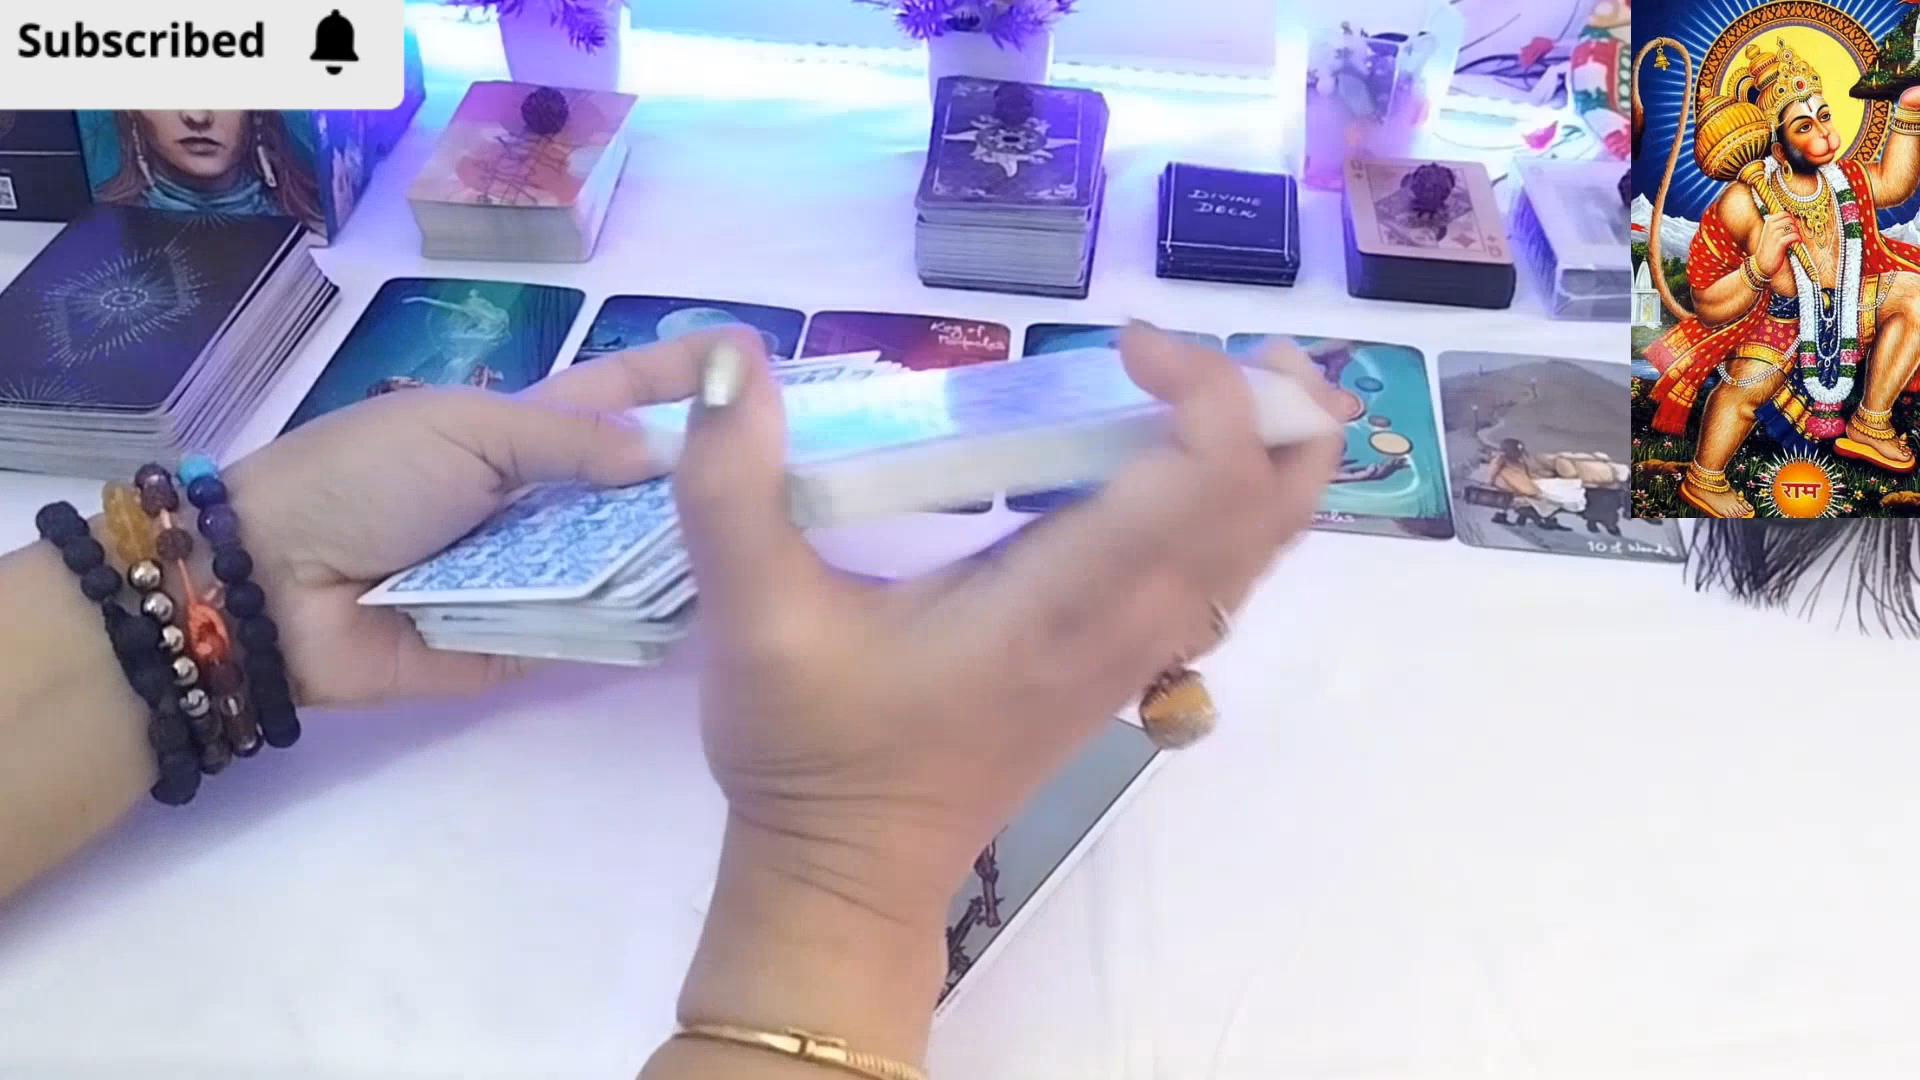 Subscribed
DIVINE
DECK
King of
राम
10 of Wands